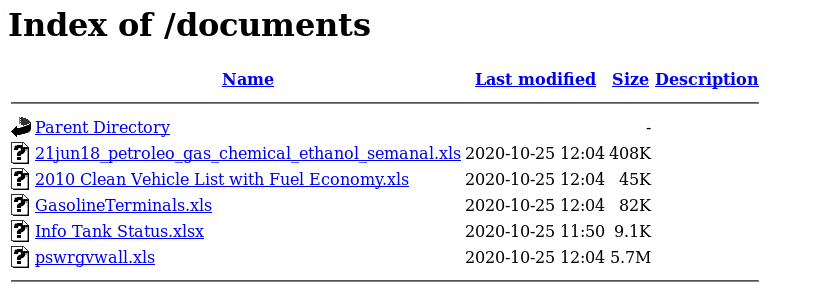 Index of /documents
Name Last modified Size Description
Parent Directory -
21jun18_petroleo_gas_chemical_ethanol_semanal.xls 2020-10-25 12:04 408K
2010 Clean Vehicle List with Fuel Economy.xls 2020-10-25 12:04 45K
GasolineTerminals.xls 2020-10-25 12:04 82K
Info Tank Status.xlsx 2020-10-25 11:50 9.1K
pswrgvwall.xls 2020-10-25 12:04 5.7M